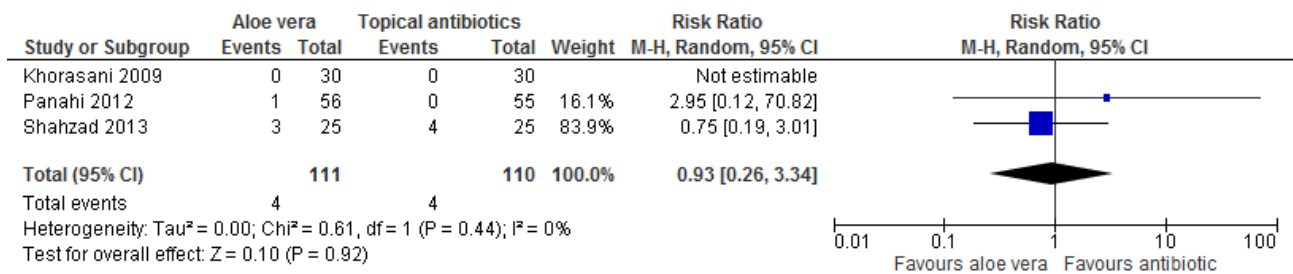 Aloe vera Topical antibiotics Risk Ratio Risk Ratio
Study or Subgroup Events Total Events Total Weight M-H, Random, 95% CI M-H, Random, 95% CI
Khorasani 2009 0 30 0 30 Not estimable
Panahi 2012 1 56 0 55 16.1% 2.95 [0.12, 70.82]
Shahzad 2013 3 25 4 25 83.9% 0.75 [0.19, 3.01]
Total (95% CI) 111 110 100.0% 0.93 [0.26, 3.34]
Total events 4 4
Heterogeneity: Tau² = 0.00; Chi² = 0.61, df = 1 (P = 0.44); I² = 0%
Test for overall effect: Z = 0.10 (P = 0.92)
0.01 0.1 1 10 100
Favours aloe vera Favours antibiotic